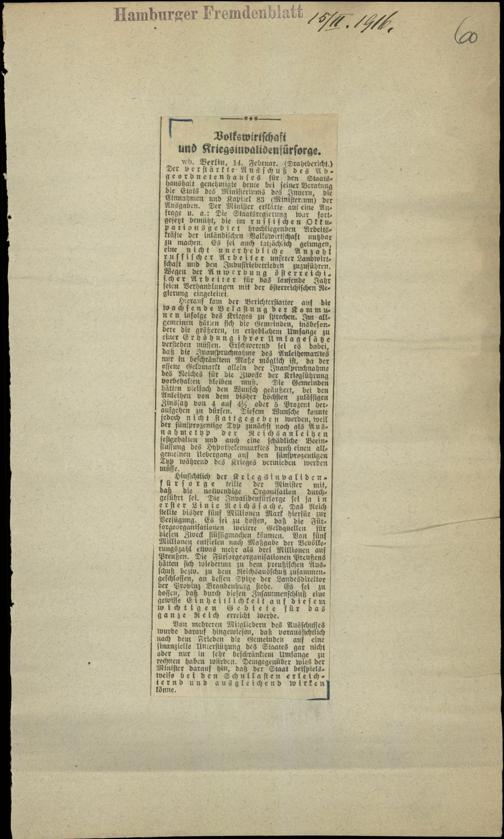 Hamburger Fremdenblatt
15/II. 1916.
60
Volkswirtschaft
und Kriegsinvalidenfürsorge.
wb. Berlin, 14. Februar. (Drahtbericht.)
Der verstärkte Ausschuß des Ab-
geordnetenhauses für den Staats-
haushalt genehmigte heute bei seiner Beratung
die Etats des Ministeriums des Innern, die
Einnahmen und Kapitel 83 (Ministerium) der
Ausgaben. Der Minister erklärte auf eine An-
frage u. a.: Die Staatsregierung war fort-
gesetzt bemüht, die im russischen Okku-
pationsgebiet brachliegenden Arbeits-
kräfte der inländischen Volkswirtschaft nutzbar
zu machen. Es sei auch tatsächlich gelungen,
eine nicht unerhebliche Anzahl
russischer Arbeiter unserer Landwirt-
schaft und den Industriebetrieben zuzuführen.
Wegen der Anwerbung österreichi-
scher Arbeiter für das laufende Jahr
seien Verhandlungen mit der österreichischen Re-
gierung eingeleitet.
Hierauf kam der Berichterstatter auf die
wachsende Belastung der Kommu-
nen infolge des Krieges zu sprechen. Im all-
gemeinen hätten sich die Gemeinden, insbeson-
dere die größeren, in erheblichem Umfange zu
einer Erhöhung ihrer Umlagesätze
verstehen müssen. Erschwerend sei es dabei,
daß die Inanspruchnahme des Anleihemarktes
nur in beschränktem Maße möglich ist, da der
offene Geldmarkt allein der Inanspruchnahme
des Reiches für die Zwecke der Kriegführung
vorbehalten bleiben muß. Die Gemeinden
hätten vielfach den Wunsch geäußert, bei den
Anleihen von dem bisher höchsten zulässigen
Zinssatz von 4 auf 4½ oder 5 Prozent her-
aufgehen zu dürfen. Diesem Wunsche konnte
jedoch nicht stattgegeben werden, weil
der fünfprozentige Typ zunächst noch als Aus-
nahmetyp der Reichsanleihen
festgehalten und auch eine schädliche Beein-
flussung des Hypothekenmarktes durch einen all-
gemeinen Uebergang auf den fünfprozentigen
Typ während des Krieges vermieden werden
müsse.
Hinsichtlich der Kriegsinvaliden-
fürsorge teilte der Minister mit,
daß die notwendige Organisation durch-
geführt sei. Die Invalidenfürsorge sei ja in
erster Linie Reichssache. Das Reich
stellte bisher fünf Millionen Mark hierfür zur
Verfügung. Es sei zu hoffen, daß die Für-
sorgeorganisationen weitere Geldquellen für
diesen Zweck flüssigmachen können. Von fünf
Millionen entfielen nach Maßgabe der Bevölke-
rungszahl etwas mehr als drei Millionen auf
Preußen. Die Fürsorgeorganisationen Preußens
hätten sich wiederum zu dem preußischen Aus-
schuß bezw. zu dem Reichsausschuß zusammen-
geschlossen, an dessen Spitze der Landesdirektor
der Provinz Brandenburg stehe. Es sei zu
hoffen, daß durch diesen Zusammenschluß eine
gewisse Einheitlichkeit auf diesem
wichtigen Gebiete für das
ganze Reich erreicht werde.
Von mehreren Mitgliedern des Ausschusses
wurde darauf hingewiesen, daß voraussichtlich
nach dem Frieden die Gemeinden auf eine
finanzielle Unterstützung des Staates gar nicht
oder nur in sehr beschränktem Umfange zu
rechnen haben würden. Demgegenüber wies der
Minister darauf hin, daß der Staat beispiels-
weise bei den Schullasten erleich-
ternd und ausgleichend wirken
könne.